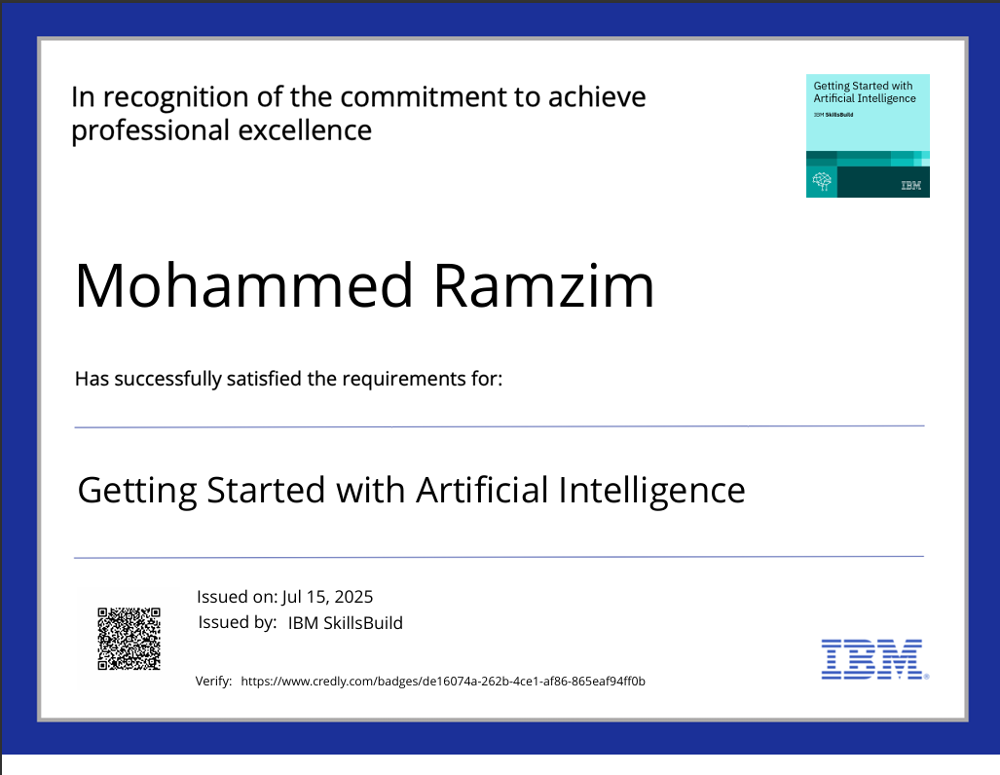 In recognition of the commitment to achieve
professional excellence
Getting Started with
Artificial Intelligence
IBM SkillsBuild
IBM
Mohammed Ramzim
Has successfully satisfied the requirements for:
Getting Started with Artificial Intelligence
Issued on: Jul 15, 2025
Issued by: IBM SkillsBuild
Verify: https://www.credly.com/badges/de16074a-262b-4ce1-af86-865eaf94ff0b
IBM®